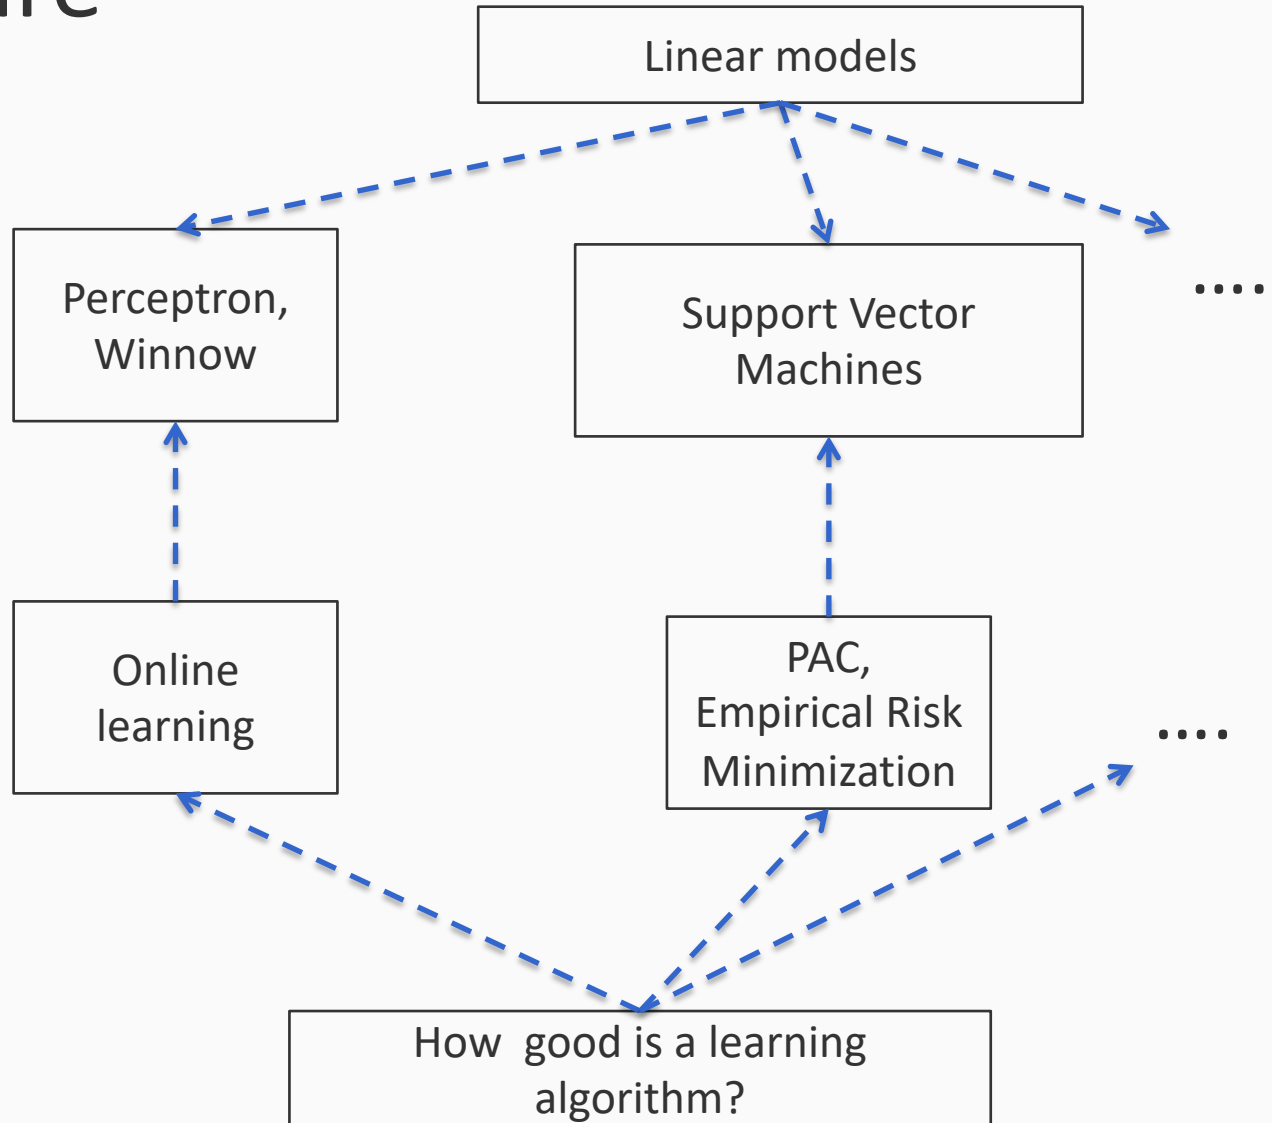 Linear models
Perceptron,
Winnow
Support Vector
Machines
....
Online
learning
PAC,
Empirical Risk
Minimization
....
How good is a learning
algorithm?